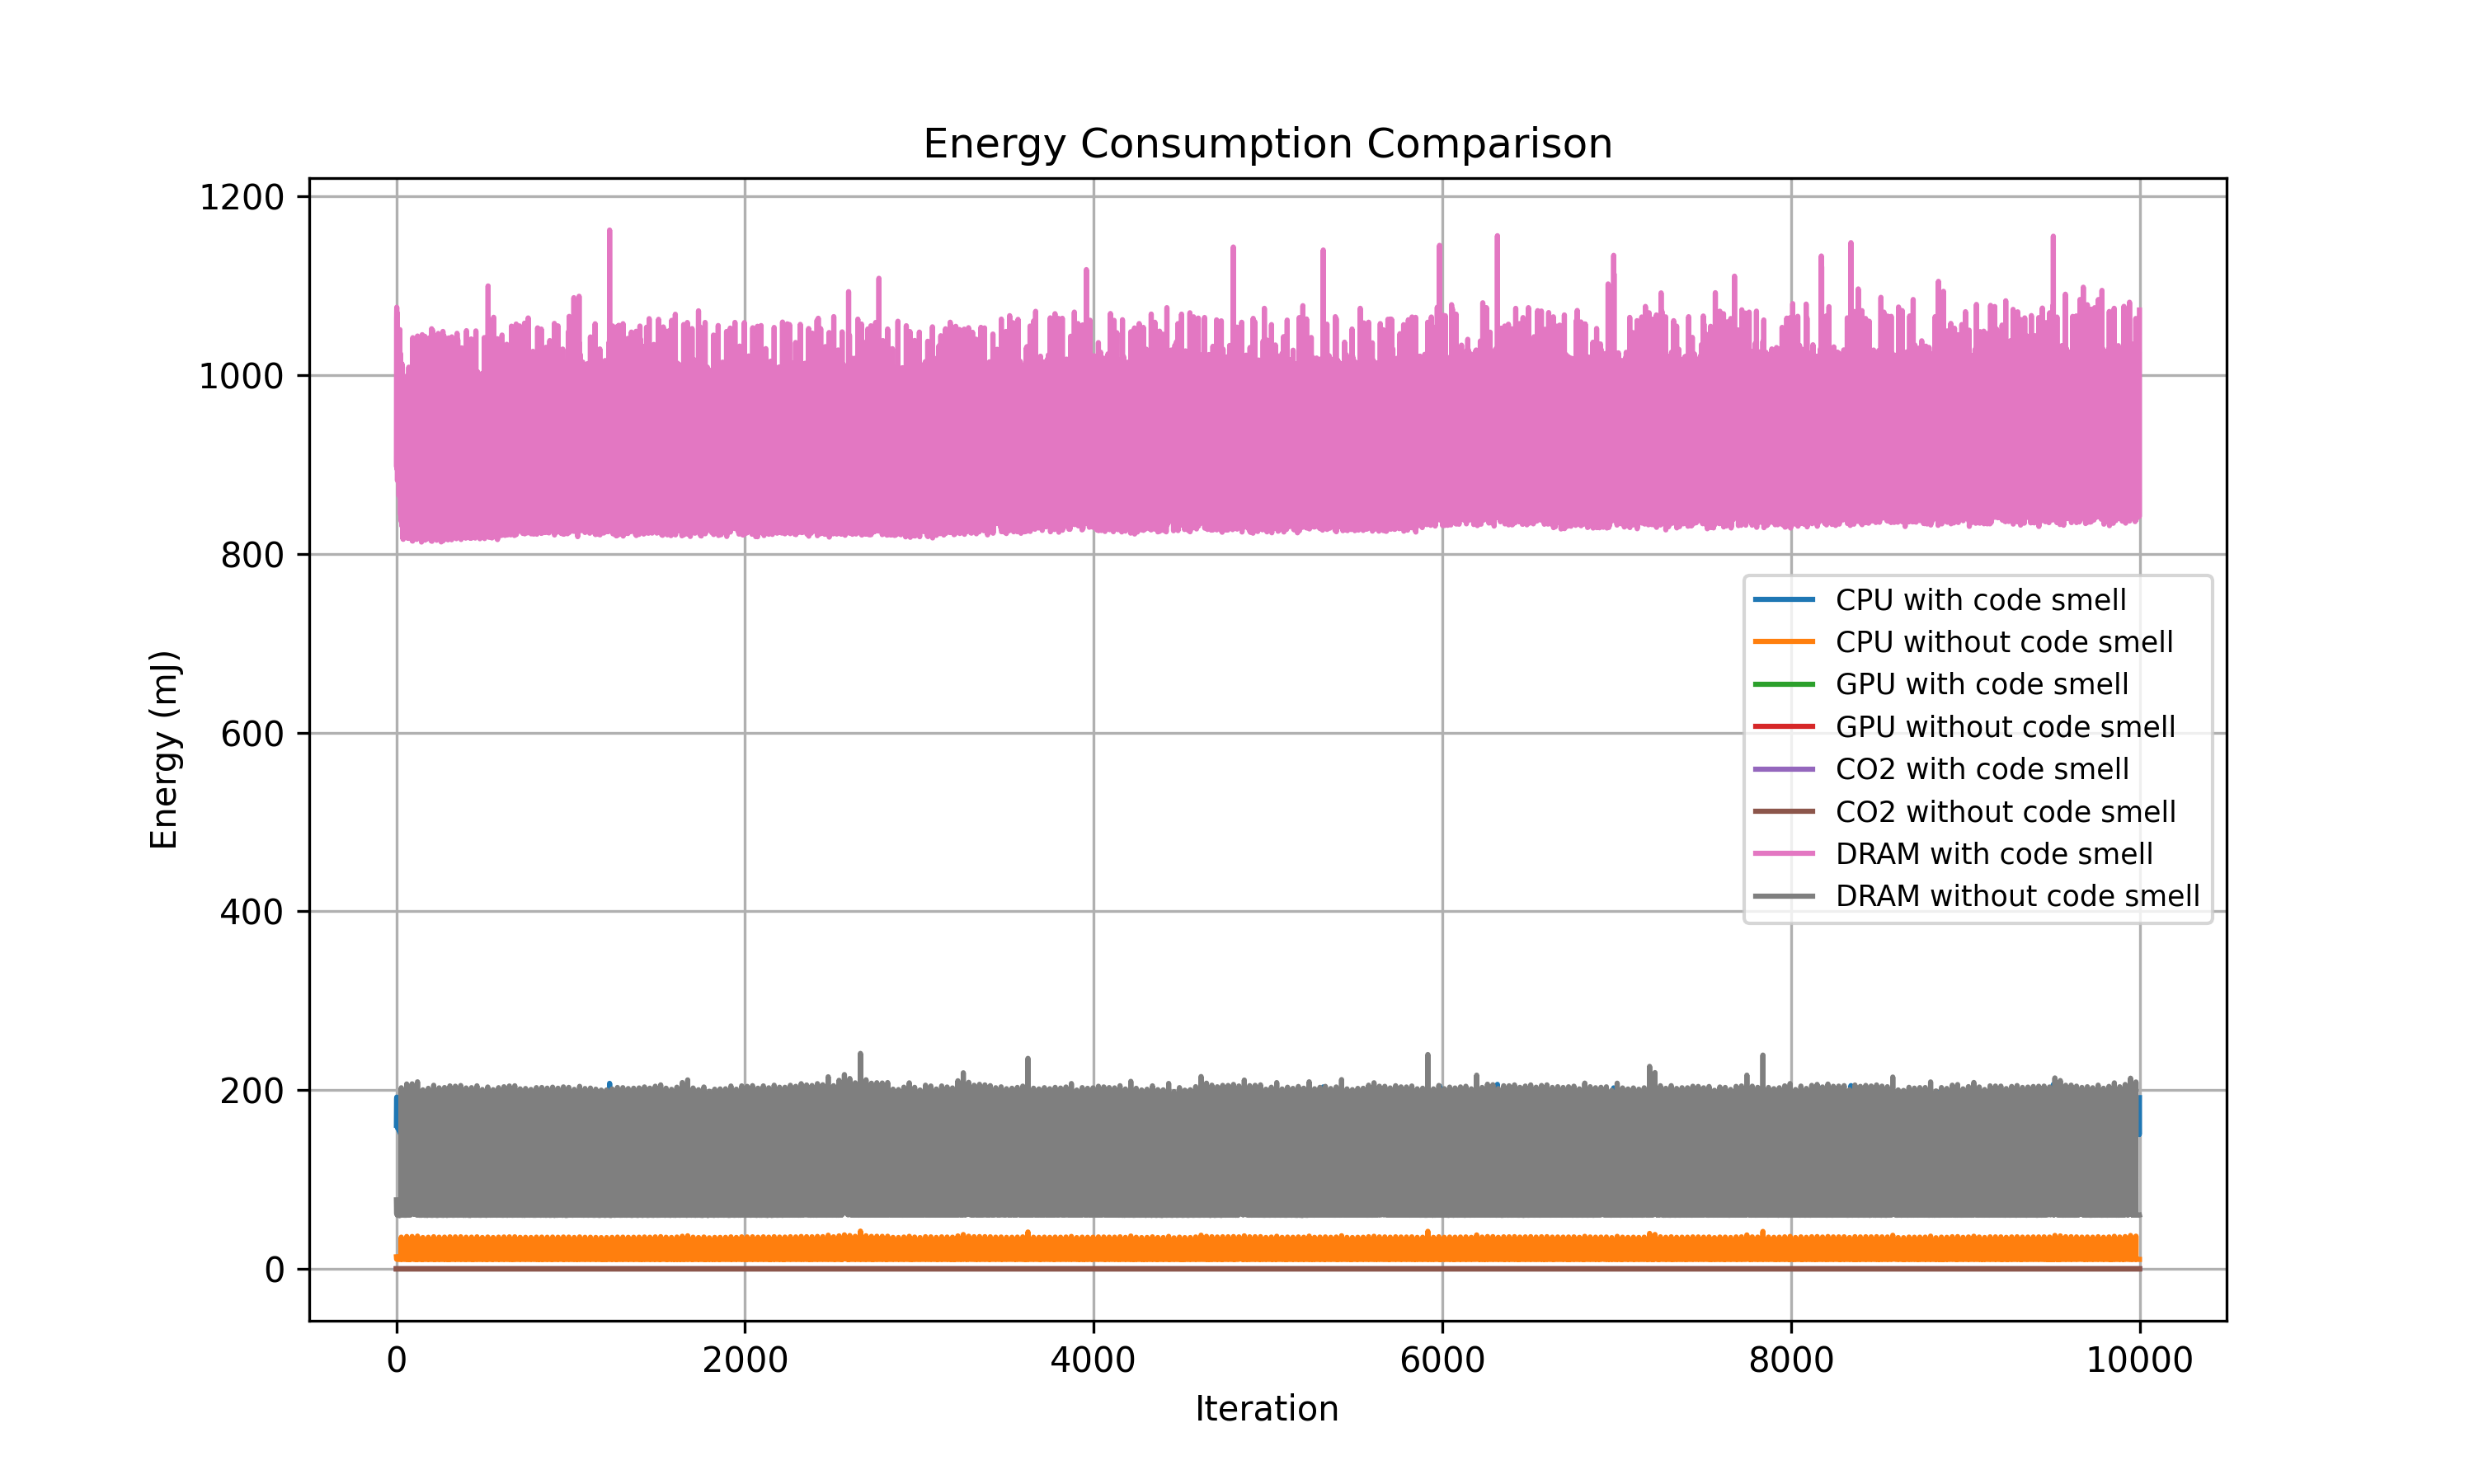 Energy Consumption Comparison
1200
1000
800
600
400
200
0
Energy (mJ)
CPU with code smell
CPU without code smell
GPU with code smell
GPU without code smell
CO2 with code smell
CO2 without code smell
DRAM with code smell
DRAM without code smell
0 2000 4000 6000 8000 10000
Iteration